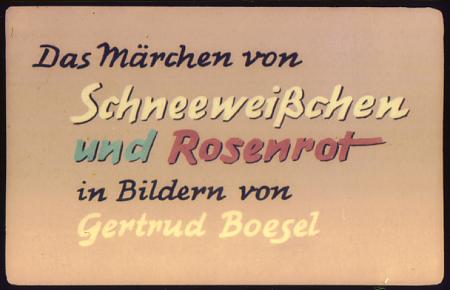 Das Märchen von
Schneeweißchen
und Rosenrot
in Bildern von
Gertrud Boesel